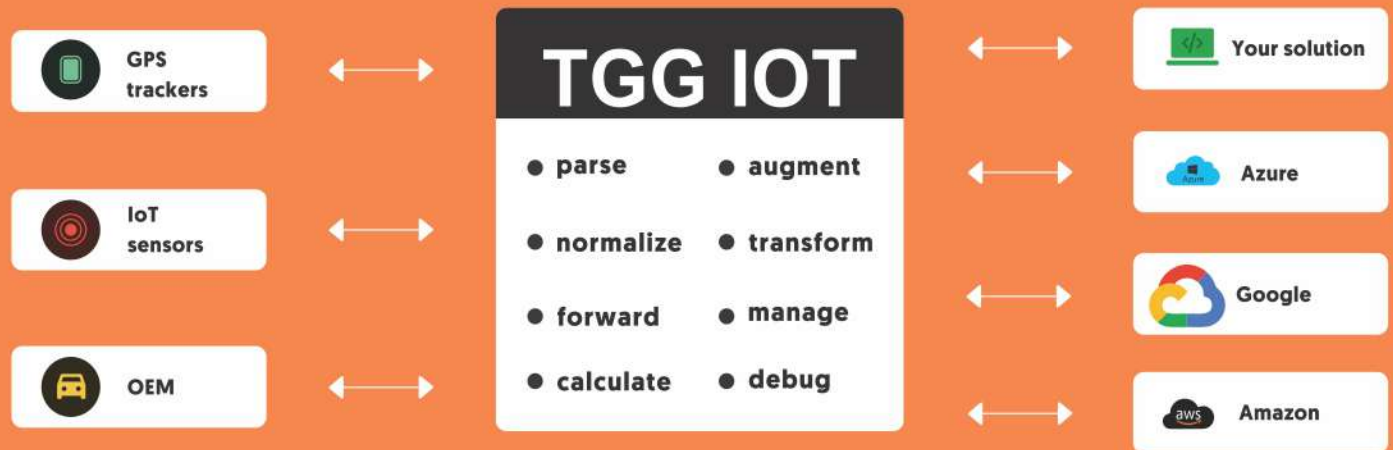 GPS
trackers
IoT
sensors
OEM
TGG IOT
parse
augment
normalize
transform
forward
manage
calculate
debug
</>
Your solution
Azure
Azure
Google
aws
Amazon